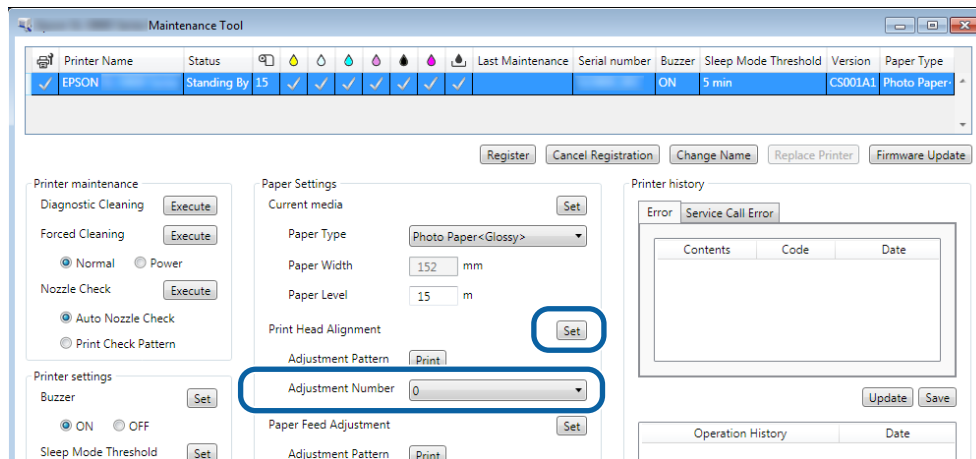 Maintenance Tool
Printer Name Status Last Maintenance Serial number Buzzer Sleep Mode Threshold Version Paper Type
EPSON Standing By 15 ON 5 min CS001A1 Photo Paper
Register Cancel Registration Change Name Replace Printer Firmware Update
Printer maintenance
Diagnostic Cleaning Execute
Forced Cleaning Execute
Normal Power
Nozzle Check Execute
Auto Nozzle Check
Print Check Pattern
Printer settings
Buzzer Set
ON OFF
Sleep Mode Threshold Set
Paper Settings
Current media Set
Paper Type Photo Paper<Glossy>
Paper Width 152 mm
Paper Level 15 m
Print Head Alignment Set
Adjustment Pattern Print
Adjustment Number 0
Paper Feed Adjustment Set
Adjustment Pattern Print
Printer history
Error Service Call Error
Contents Code Date
Update Save
Operation History Date